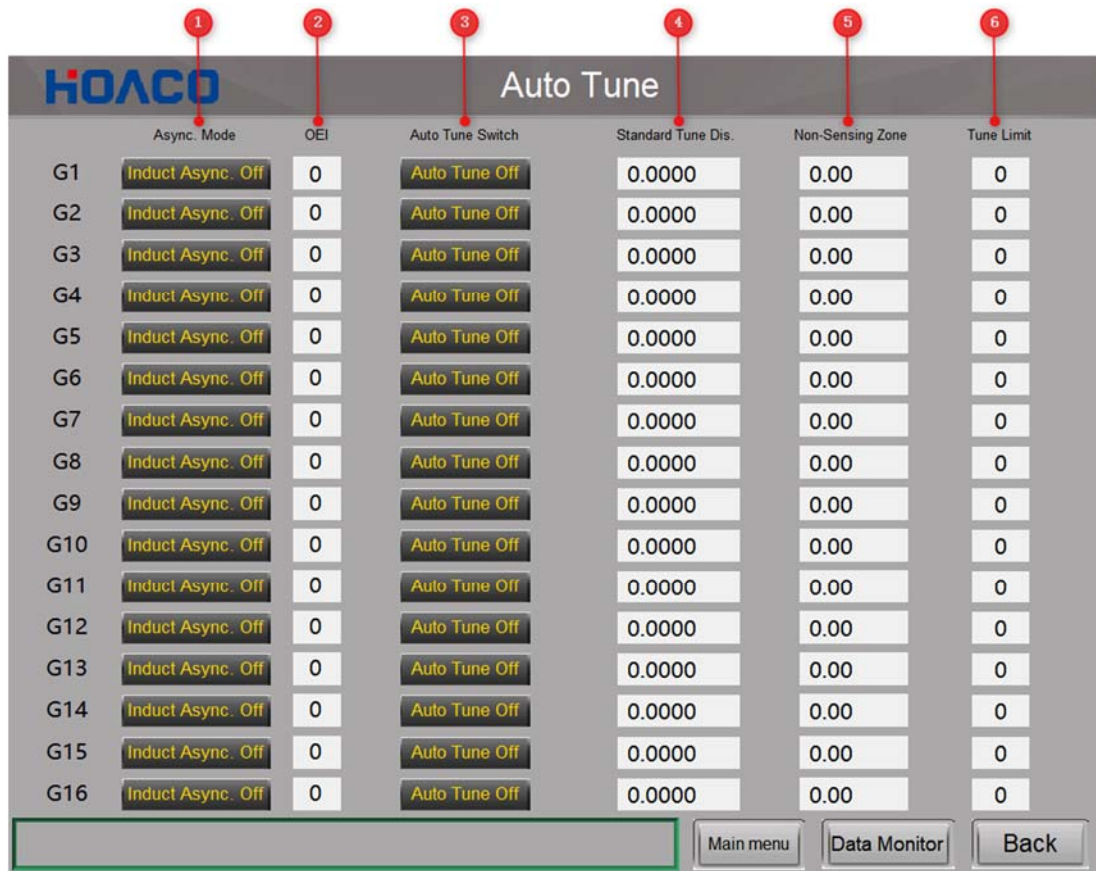 1 2 3 4 5 6
HOACO Auto Tune
Async. Mode OEI Auto Tune Switch Standard Tune Dis. Non-Sensing Zone Tune Limit
G1 Induct Async. Off 0 Auto Tune Off 0.0000 0.00 0
G2 Induct Async. Off 0 Auto Tune Off 0.0000 0.00 0
G3 Induct Async. Off 0 Auto Tune Off 0.0000 0.00 0
G4 Induct Async. Off 0 Auto Tune Off 0.0000 0.00 0
G5 Induct Async. Off 0 Auto Tune Off 0.0000 0.00 0
G6 Induct Async. Off 0 Auto Tune Off 0.0000 0.00 0
G7 Induct Async. Off 0 Auto Tune Off 0.0000 0.00 0
G8 Induct Async. Off 0 Auto Tune Off 0.0000 0.00 0
G9 Induct Async. Off 0 Auto Tune Off 0.0000 0.00 0
G10 Induct Async. Off 0 Auto Tune Off 0.0000 0.00 0
G11 Induct Async. Off 0 Auto Tune Off 0.0000 0.00 0
G12 Induct Async. Off 0 Auto Tune Off 0.0000 0.00 0
G13 Induct Async. Off 0 Auto Tune Off 0.0000 0.00 0
G14 Induct Async. Off 0 Auto Tune Off 0.0000 0.00 0
G15 Induct Async. Off 0 Auto Tune Off 0.0000 0.00 0
G16 Induct Async. Off 0 Auto Tune Off 0.0000 0.00 0
Main menu Data Monitor Back